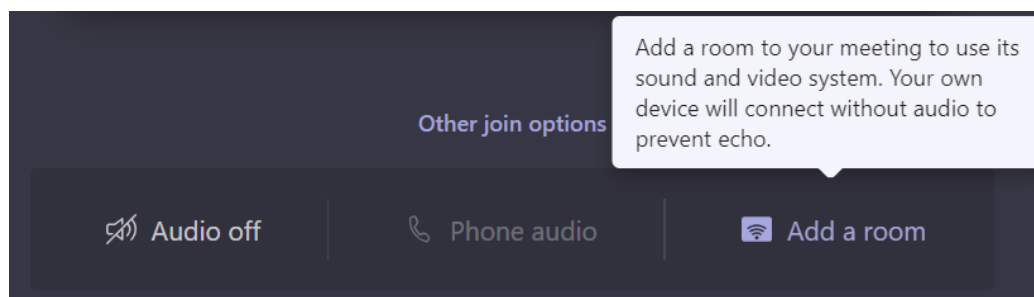 Add a room to your meeting to use its
sound and video system. Your own
device will connect without audio to
prevent echo.
Other join options
Audio off
Phone audio
Add a room